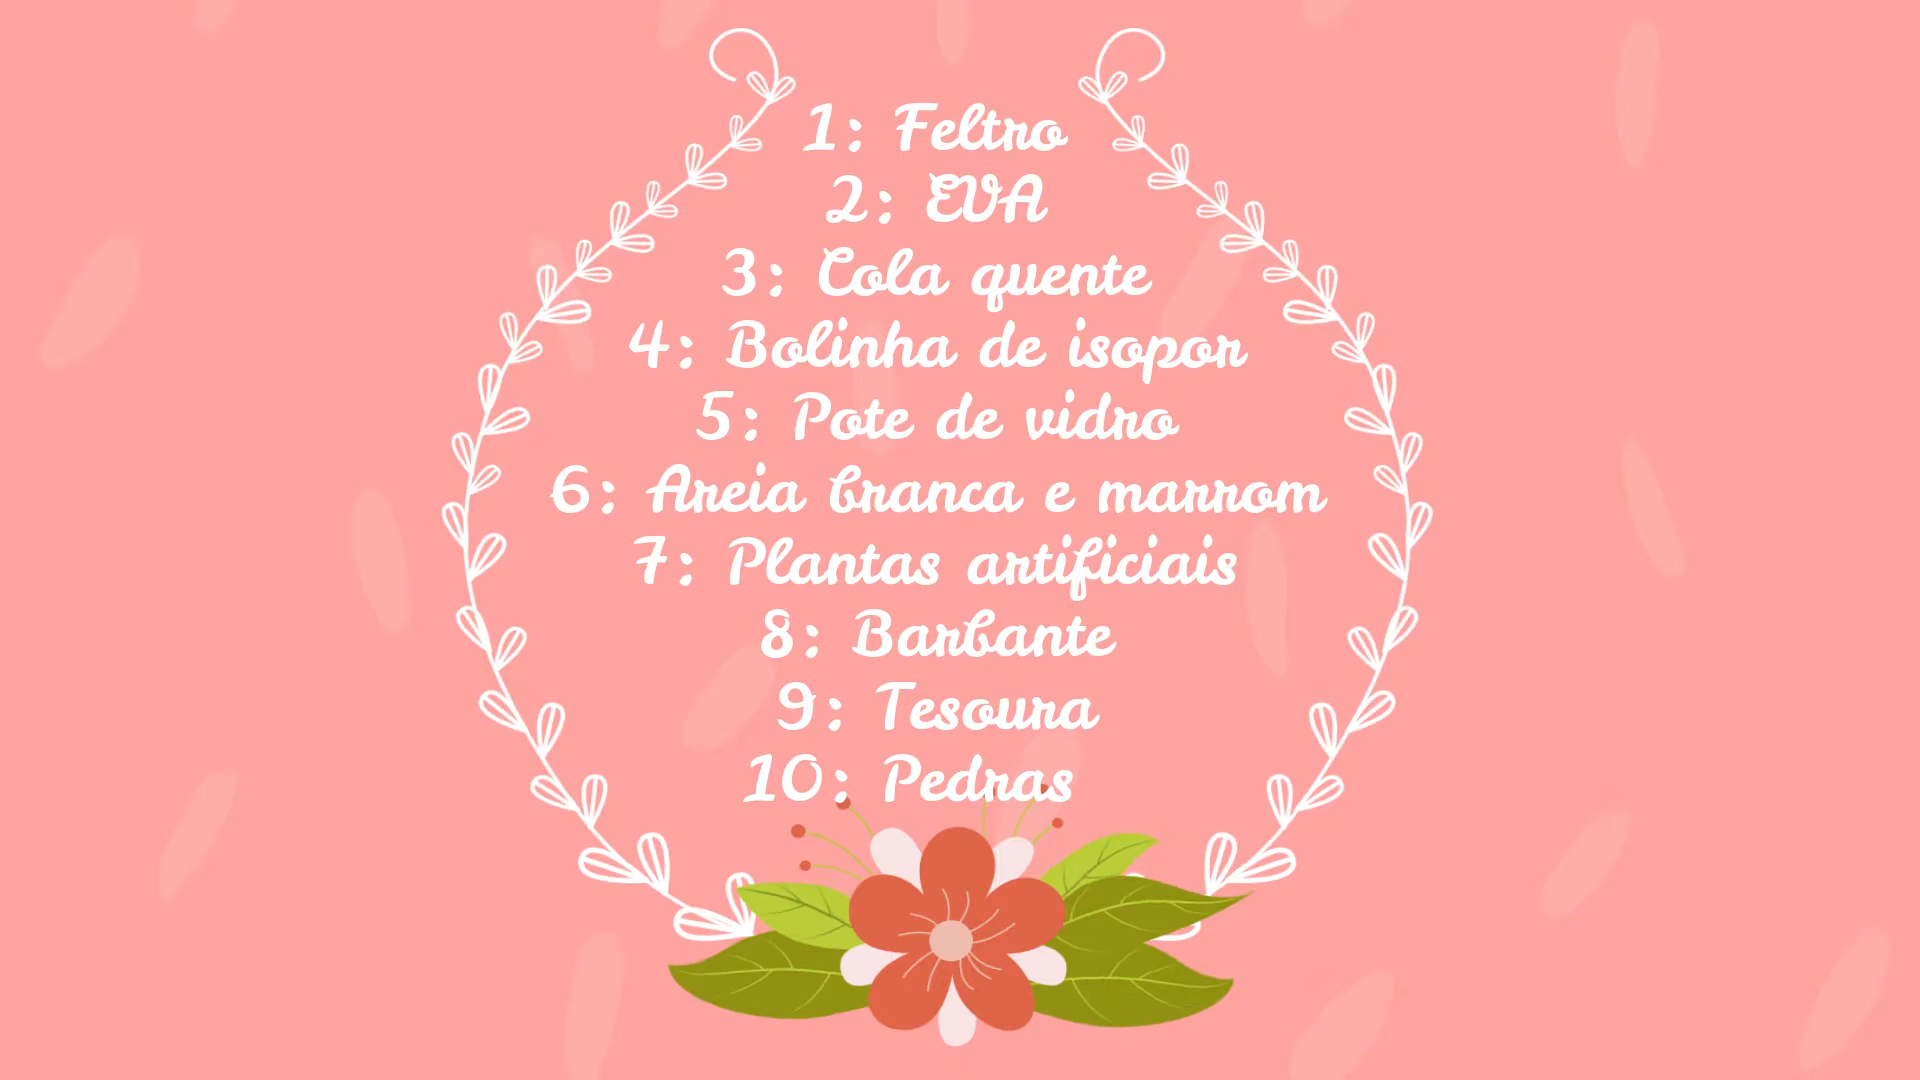 1: Feltro
2: EVA
3: Cola quente
4: Bolinha de isopor
5: Pote de vidro
6: Areia branca e marrom
7: Plantas artificiais
8: Barbante
9: Tesoura
10: Pedras